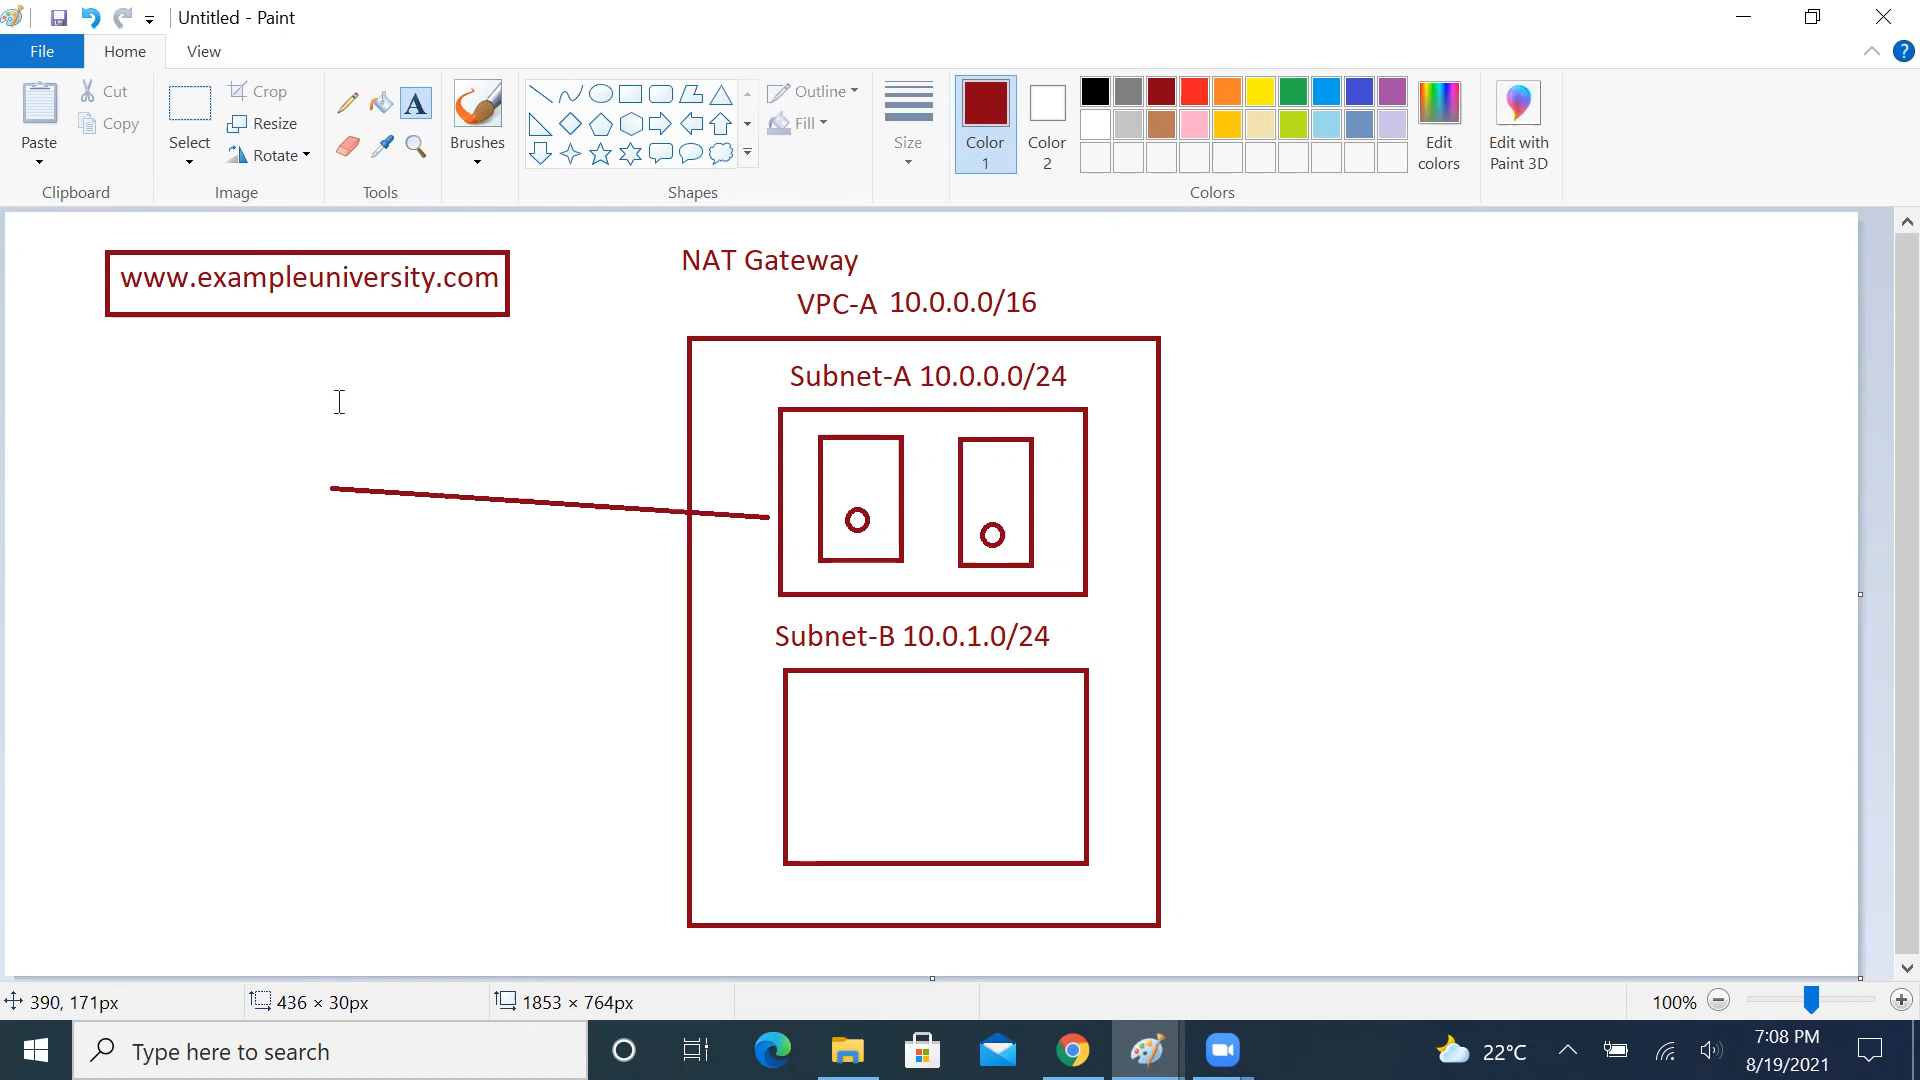 Untitled - Paint
File Home View
Paste
Cut
Copy
Clipboard
Select
Crop
Resize
Rotate
Image
A
Tools
Brushes
Shapes
Outline
Fill
Size
Color 1
Color 2
Colors
Edit colors
Edit with Paint 3D
?
www.exampleuniversity.com
NAT Gateway
VPC-A 10.0.0.0/16
Subnet-A 10.0.0.0/24
Subnet-B 10.0.1.0/24
390, 171px
436 × 30px
1853 × 764px
100%
Type here to search
22°C
7:08 PM
8/19/2021